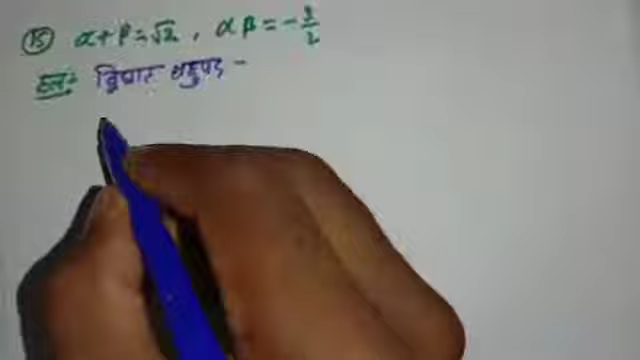 (15) α+β=√2, αβ=-3/2
हल:- द्विघात बहुपद -